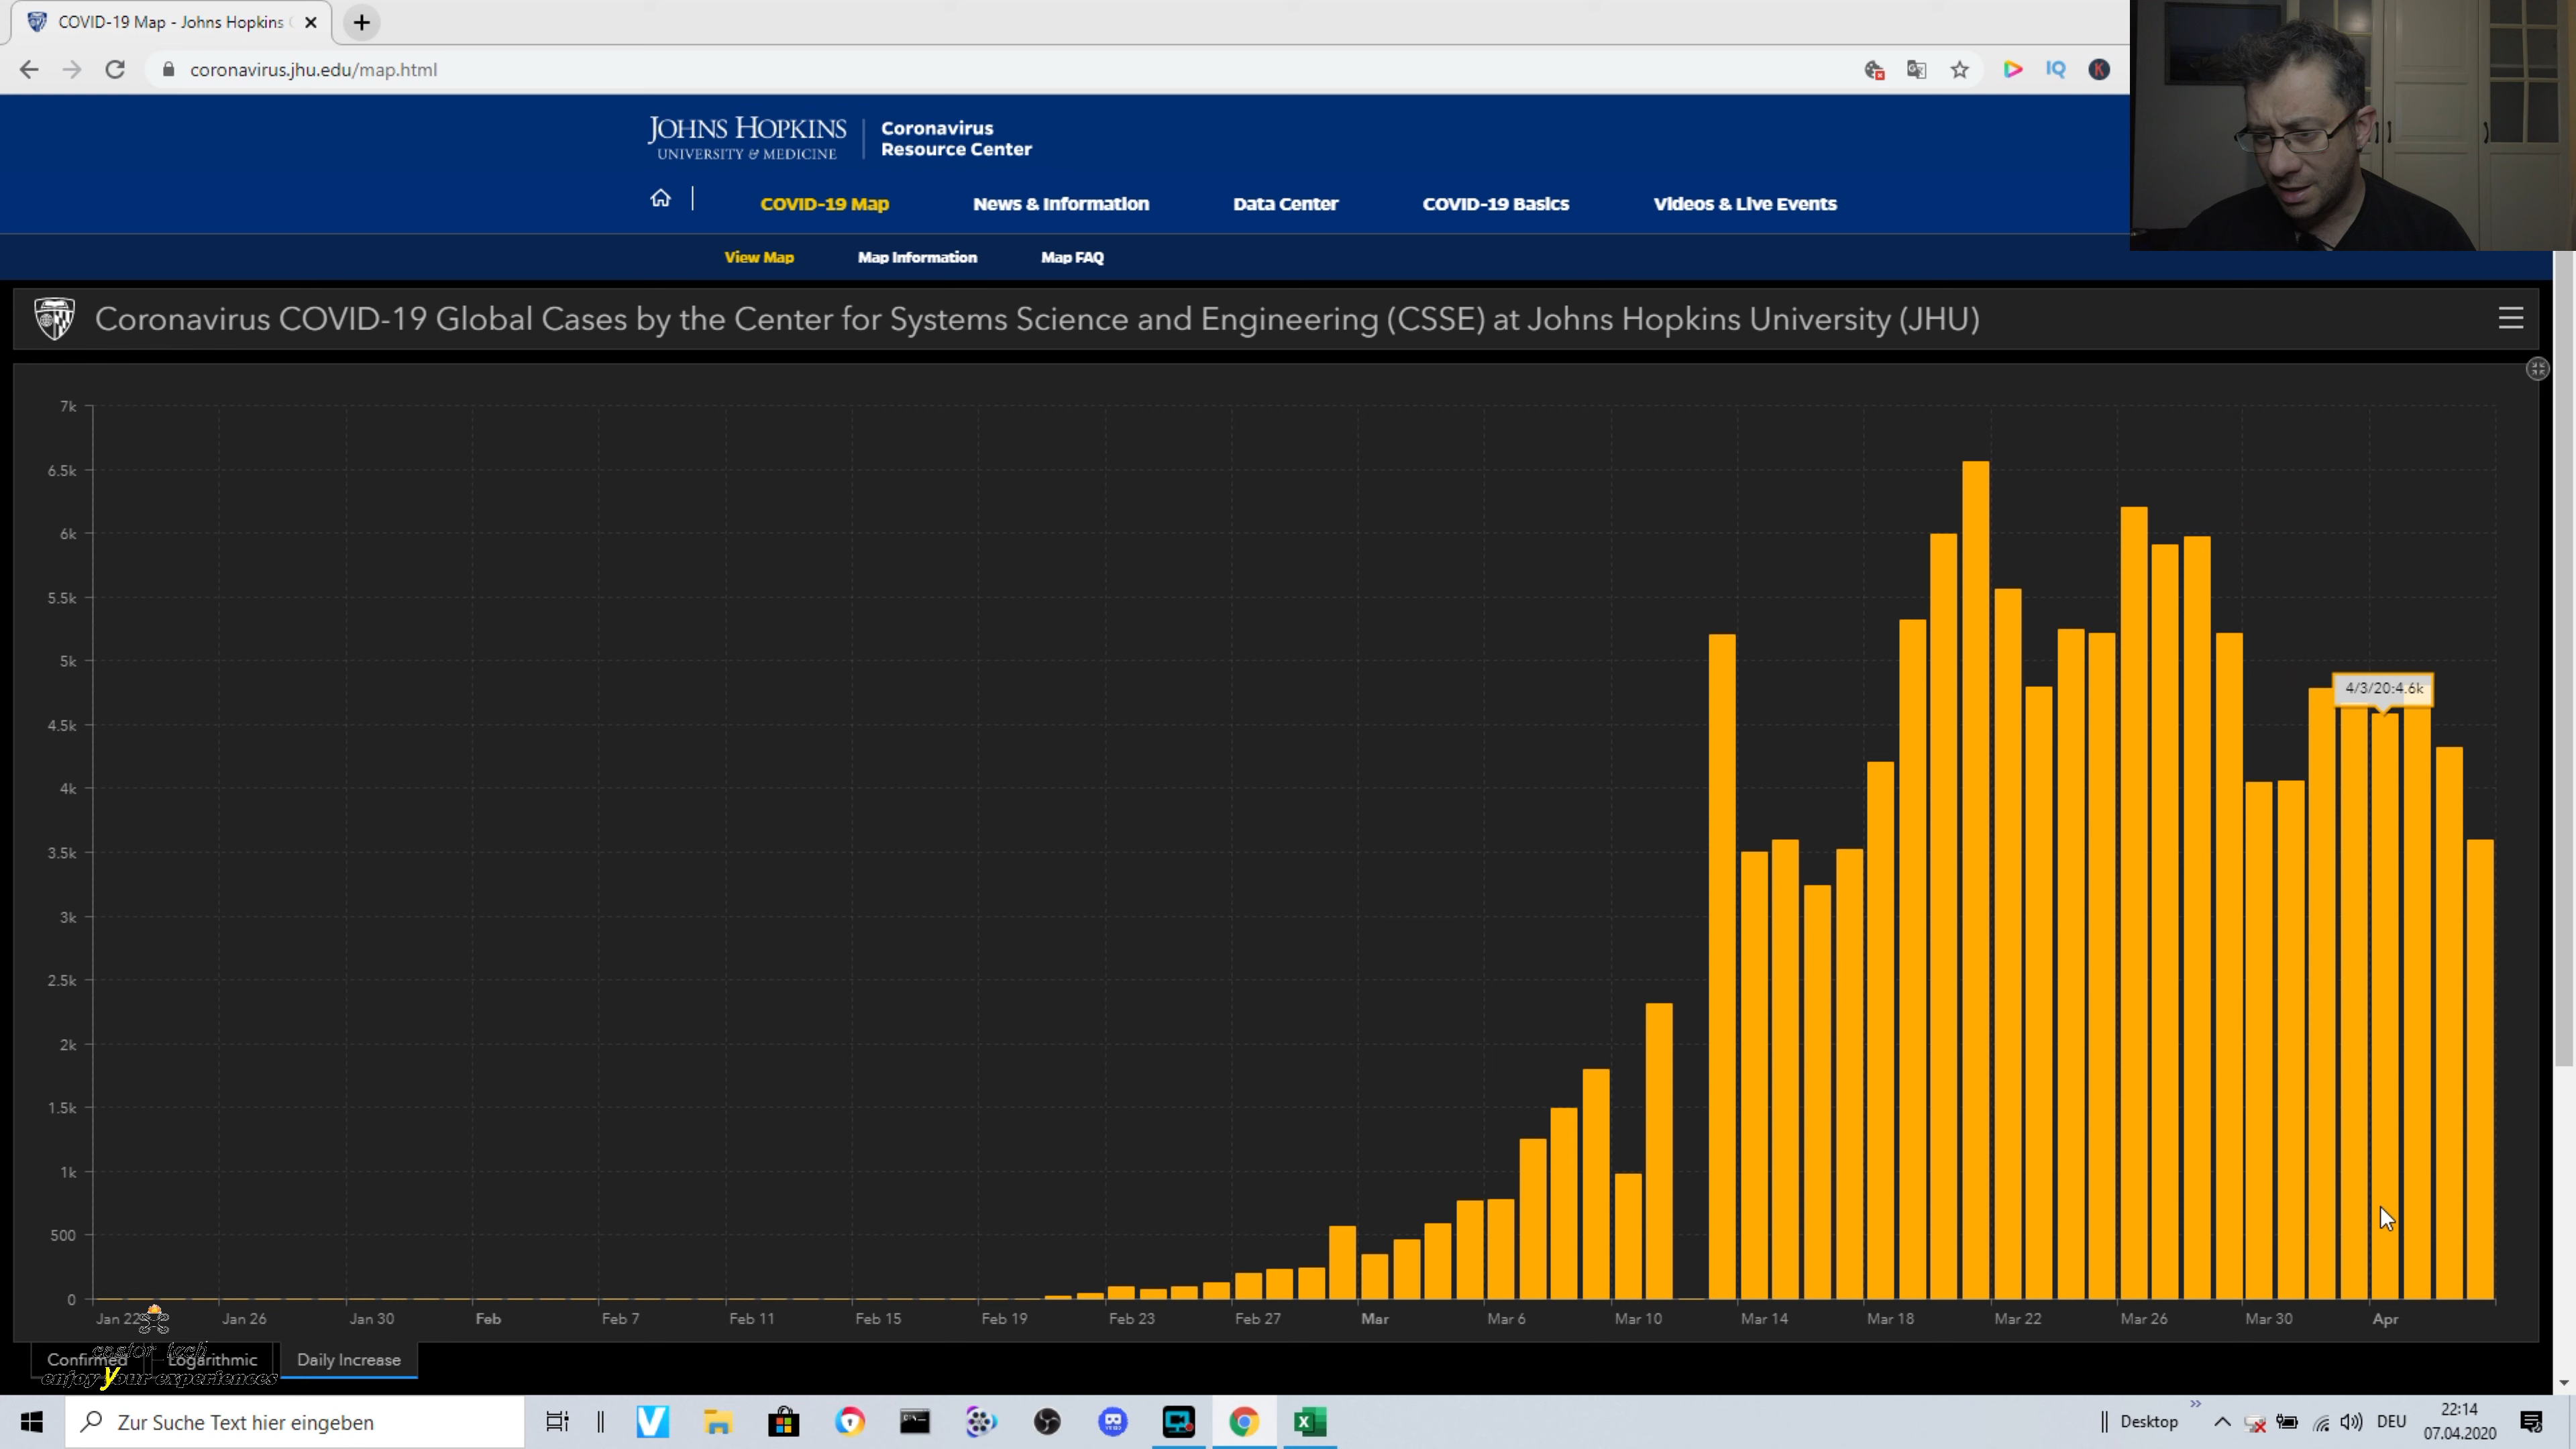 COVID-19 Map - Johns Hopkins
coronavirus.jhu.edu/map.html
IQ
K
JOHNS HOPKINS
UNIVERSITY & MEDICINE
Coronavirus
Resource Center
COVID-19 Map
News & Information
Data Center
COVID-19 Basics
Videos & Live Events
View Map
Map Information
Map FAQ
Coronavirus COVID-19 Global Cases by the Center for Systems Science and Engineering (CSSE) at Johns Hopkins University (JHU)
7k
6.5k
6k
5.5k
5k
4/3/20:4.6k
4.5k
4k
3.5k
3k
2.5k
2k
1.5k
1k
500
0
Jan 22 Jan 26 Jan 30 Feb Feb 7 Feb 11 Feb 15 Feb 19 Feb 23 Feb 27 Mar Mar 6 Mar 10 Mar 14 Mar 18 Mar 22 Mar 26 Mar 30 Apr
castor tech
Confirmed Logarithmic Daily Increase
enjoy your experiences
Zur Suche Text hier eingeben
Desktop
DEU
22:14
07.04.2020